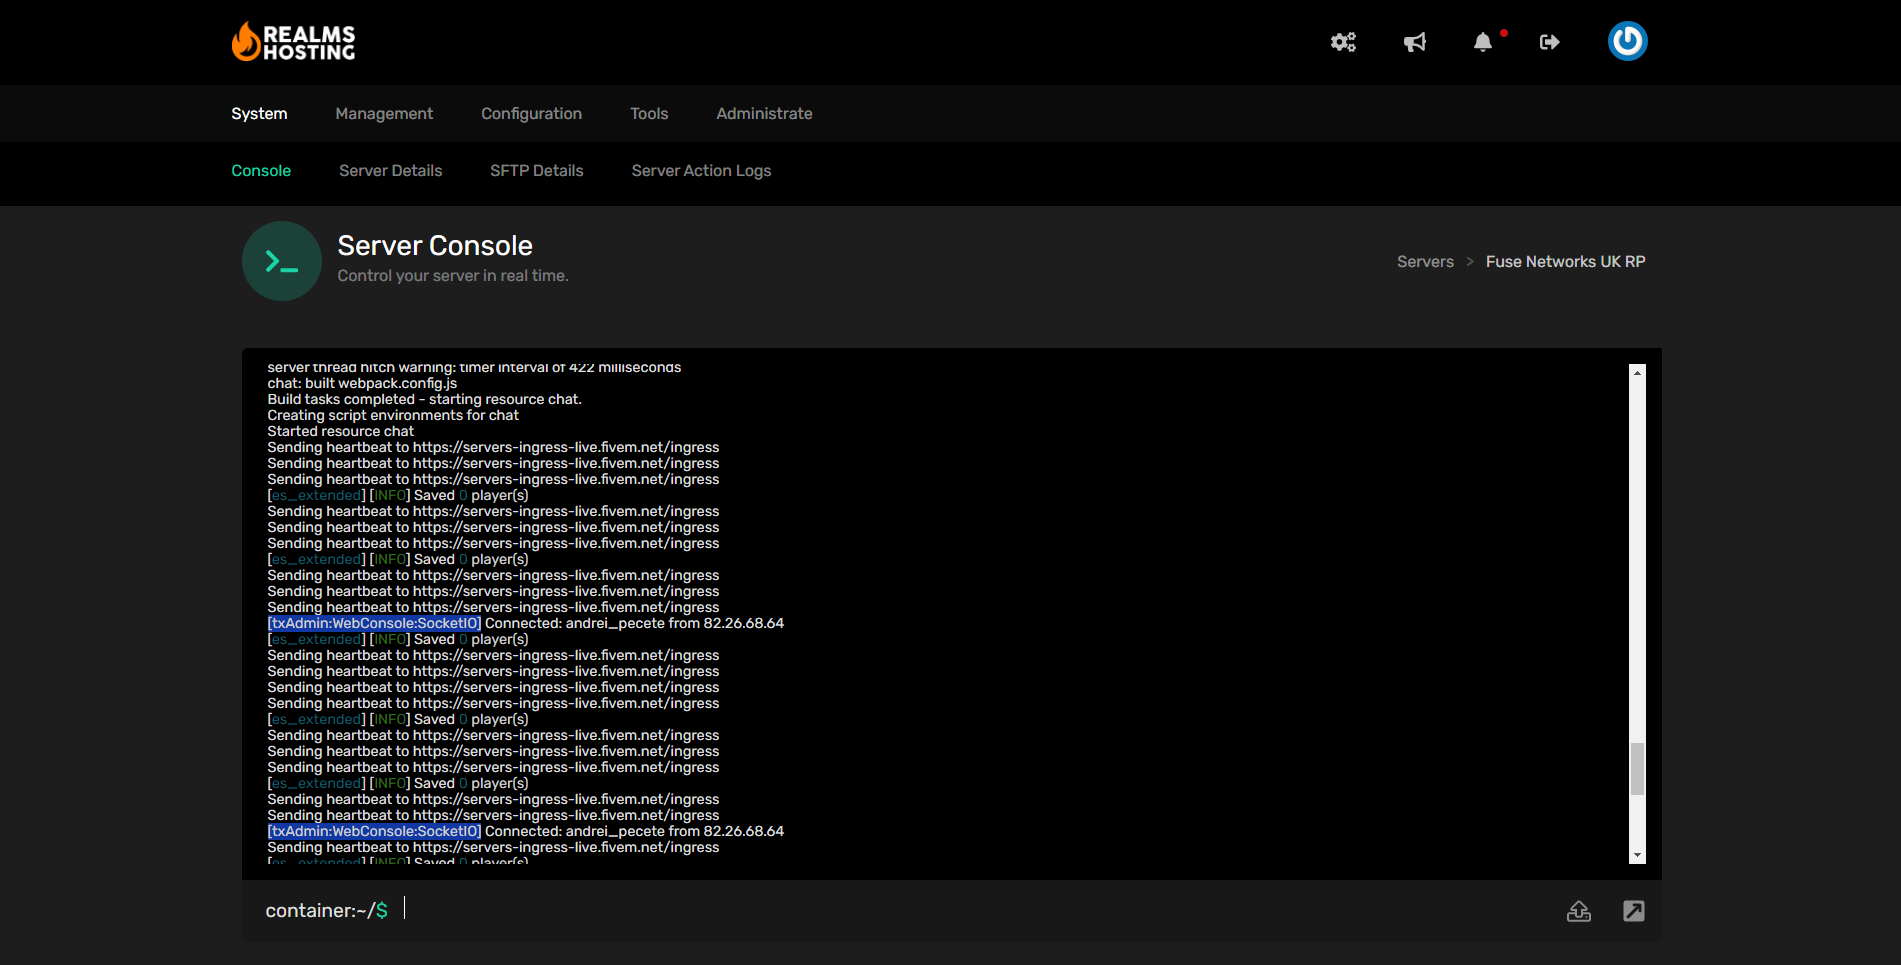 REALMS
HOSTING
System Management Configuration Tools Administrate
Console Server Details SFTP Details Server Action Logs
Server Console
Control your server in real time.
Servers > Fuse Networks UK RP
server thread hitch warning: timer interval of 422 milliseconds
chat: built webpack.config.js
Build tasks completed - starting resource chat.
Creating script environments for chat
Started resource chat
Sending heartbeat to https://servers-ingress-live.fivem.net/ingress
Sending heartbeat to https://servers-ingress-live.fivem.net/ingress
Sending heartbeat to https://servers-ingress-live.fivem.net/ingress
[es_extended] [INFO] Saved 0 player(s)
Sending heartbeat to https://servers-ingress-live.fivem.net/ingress
Sending heartbeat to https://servers-ingress-live.fivem.net/ingress
Sending heartbeat to https://servers-ingress-live.fivem.net/ingress
[es_extended] [INFO] Saved 0 player(s)
Sending heartbeat to https://servers-ingress-live.fivem.net/ingress
Sending heartbeat to https://servers-ingress-live.fivem.net/ingress
Sending heartbeat to https://servers-ingress-live.fivem.net/ingress
[txAdmin:WebConsole:SocketIO] Connected: andrei_pecete from 82.26.68.64
[es_extended] [INFO] Saved 0 player(s)
Sending heartbeat to https://servers-ingress-live.fivem.net/ingress
Sending heartbeat to https://servers-ingress-live.fivem.net/ingress
Sending heartbeat to https://servers-ingress-live.fivem.net/ingress
Sending heartbeat to https://servers-ingress-live.fivem.net/ingress
[es_extended] [INFO] Saved 0 player(s)
Sending heartbeat to https://servers-ingress-live.fivem.net/ingress
Sending heartbeat to https://servers-ingress-live.fivem.net/ingress
Sending heartbeat to https://servers-ingress-live.fivem.net/ingress
[es_extended] [INFO] Saved 0 player(s)
Sending heartbeat to https://servers-ingress-live.fivem.net/ingress
Sending heartbeat to https://servers-ingress-live.fivem.net/ingress
[txAdmin:WebConsole:SocketIO] Connected: andrei_pecete from 82.26.68.64
Sending heartbeat to https://servers-ingress-live.fivem.net/ingress
[es_extended] [INFO] Saved 0 player(s)
container:~/$